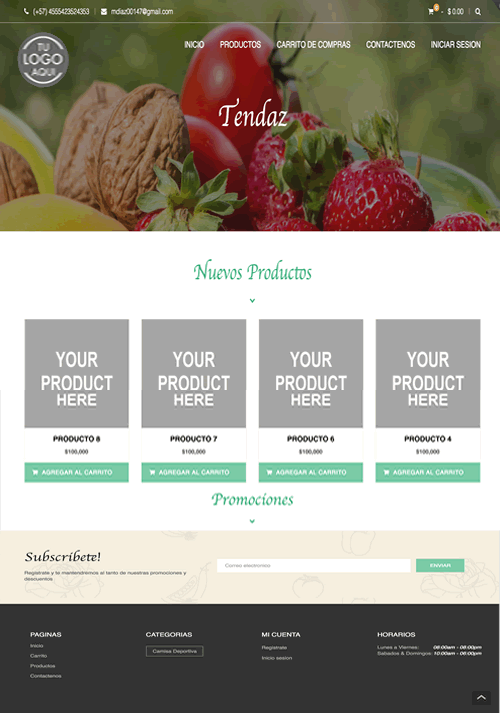 (+57) 4555423524353 | mdiaz00147@gmail.com
0 - $ 0.00 |
TU
LOGO
AQUI
INICIO PRODUCTOS CARRITO DE COMPRAS CONTACTENOS INICIAR SESION
Tendaz
Nuevos Productos
YOUR PRODUCT HERE
YOUR PRODUCT HERE
YOUR PRODUCT HERE
YOUR PRODUCT HERE
PRODUCTO 8 PRODUCTO 7 PRODUCTO 6 PRODUCTO 4
$100,000 $100,000 $100,000 $100,000
AGREGAR AL CARRITO AGREGAR AL CARRITO AGREGAR AL CARRITO AGREGAR AL CARRITO
Promociones
Subscribete!
Registrate y te mantendremos al tanto de nuestras promociones y
descuentos
Correo electronico
ENVIAR
PAGINAS CATEGORIAS MI CUENTA HORARIOS
Inicio
Carrito
Productos
Contactenos
Camisa Deportiva
Registrate
Inicio sesion
Lunes a Viernes: 08:00am - 08:00pm
Sabados & Domingos: 10:00am - 06:00pm